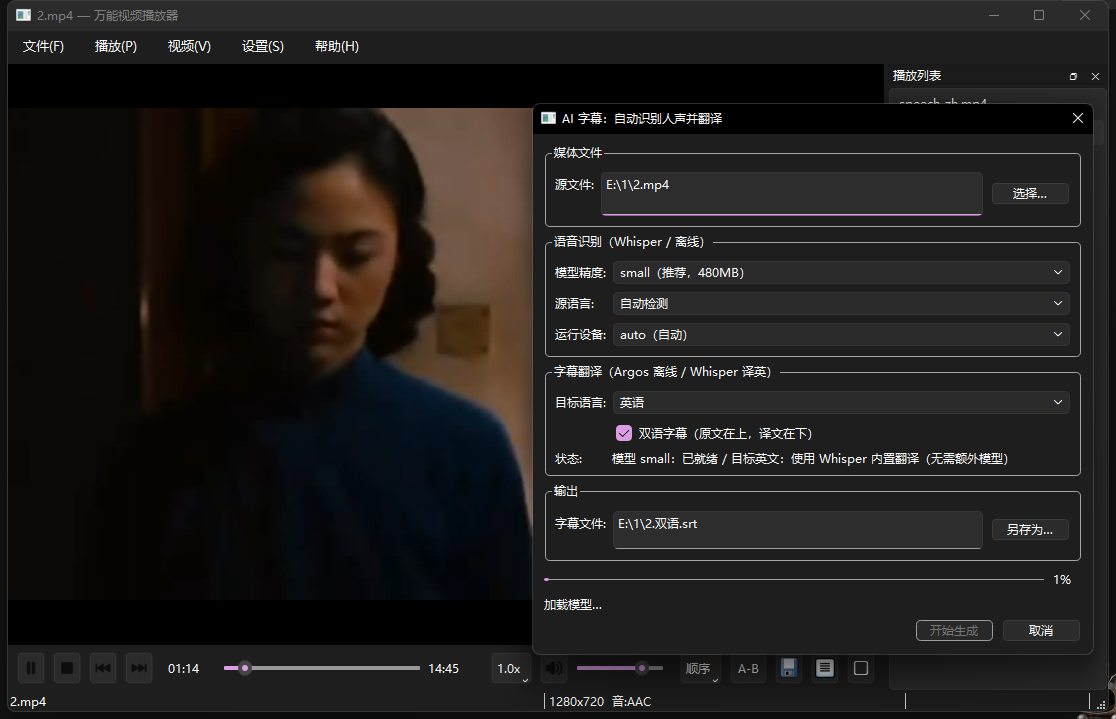 2.mp4 — 万能视频播放器
文件(F) 播放(P) 视频(V) 设置(S) 帮助(H)
播放列表
AI 字幕：自动识别人声并翻译
媒体文件
源文件: E:\1\2.mp4
选择...
语音识别（Whisper / 离线）
模型精度: small（推荐，480MB）
源语言: 自动检测
运行设备: auto（自动）
字幕翻译（Argos 离线 / Whisper 译英）
目标语言: 英语
双语字幕（原文在上，译文在下）
状态: 模型 small：已就绪 / 目标英文：使用 Whisper 内置翻译（无需额外模型）
输出
字幕文件: E:\1\2.双语.srt
另存为...
1%
加载模型...
开始生成 取消
01:14 14:45 1.0x 顺序 A-B
2.mp4 1280x720 音:AAC